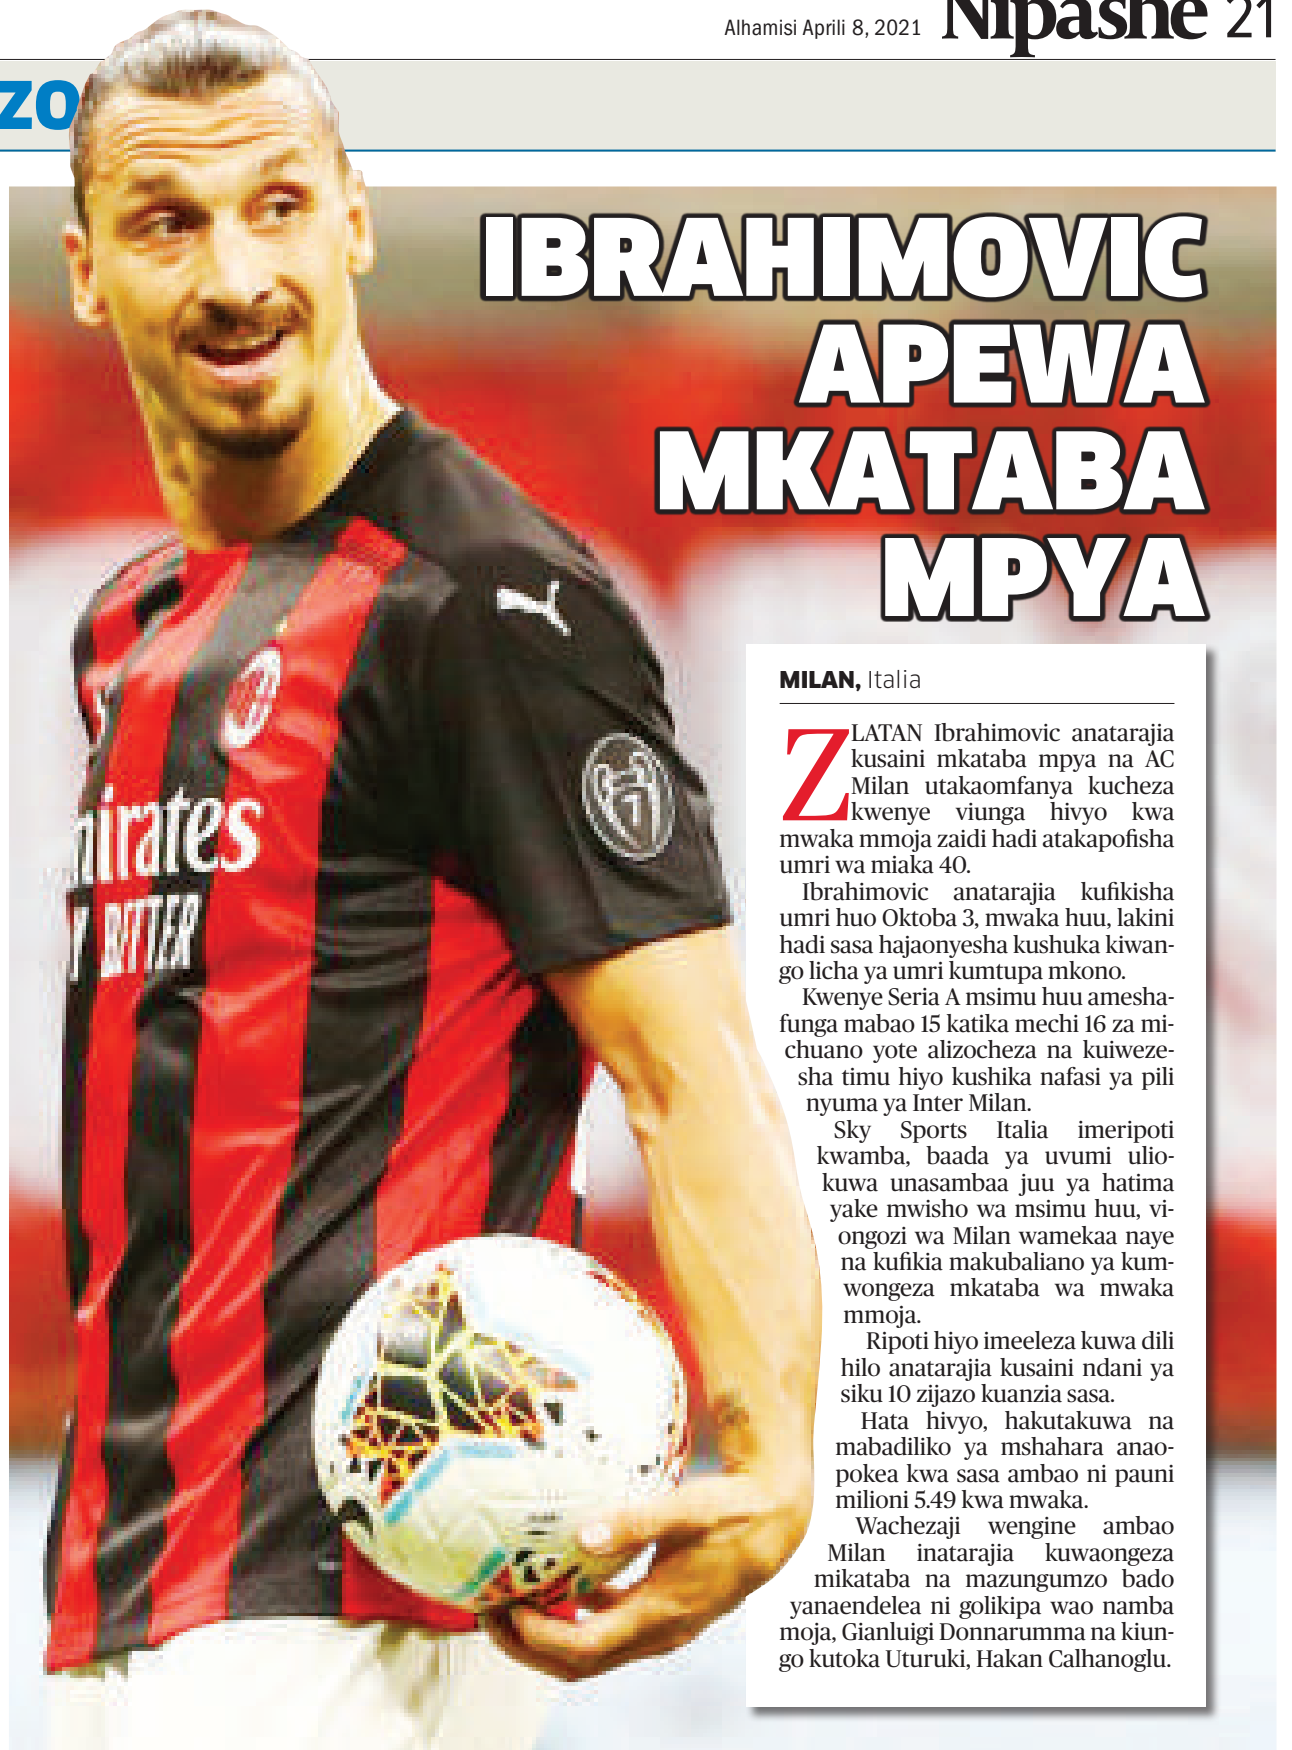 Alhamisi Aprili 8, 2021 Nipashe 21
ZO
IBRAHIMOVIC
APEWA
MKATABA
MPYA
MILAN, Italia
ZLATAN Ibrahimovic anatarajia
kusaini mkataba mpya na AC
Milan utakaomfanya kucheza
kwenye viunga hivyo kwa
mwaka mmoja zaidi hadi atakapofisha
umri wa miaka 40.
Ibrahimovic anatarajia kufikisha
umri huo Oktoba 3, mwaka huu, lakini
hadi sasa hajaonyesha kushuka kiwan-
go licha ya umri kumtupa mkono.
Kwenye Seria A msimu huu amesha-
funga mabao 15 katika mechi 16 za mi-
chuano yote alizocheza na kuiweze-
sha timu hiyo kushika nafasi ya pili
nyuma ya Inter Milan.
Sky Sports Italia imeripoti
kwamba, baada ya uvumi ulio-
kuwa unasambaa juu ya hatima
yake mwisho wa msimu huu, vi-
ongozi wa Milan wamekaa naye
na kufikia makubaliano ya kum-
wongeza mkataba wa mwaka
mmoja.
Ripoti hiyo imeeleza kuwa dili
hilo anatarajia kusaini ndani ya
siku 10 zijazo kuanzia sasa.
Hata hivyo, hakutakuwa na
mabadiliko ya mshahara anao-
pokea kwa sasa ambao ni pauni
milioni 5.49 kwa mwaka.
Wachezaji wengine ambao
Milan inatarajia kuwaongeza
mikataba na mazungumzo bado
yanaendelea ni golikipa wao namba
moja, Gianluigi Donnarumma na kiun-
go kutoka Uturuki, Hakan Calhanoglu.
7
mirates
Y BETTER